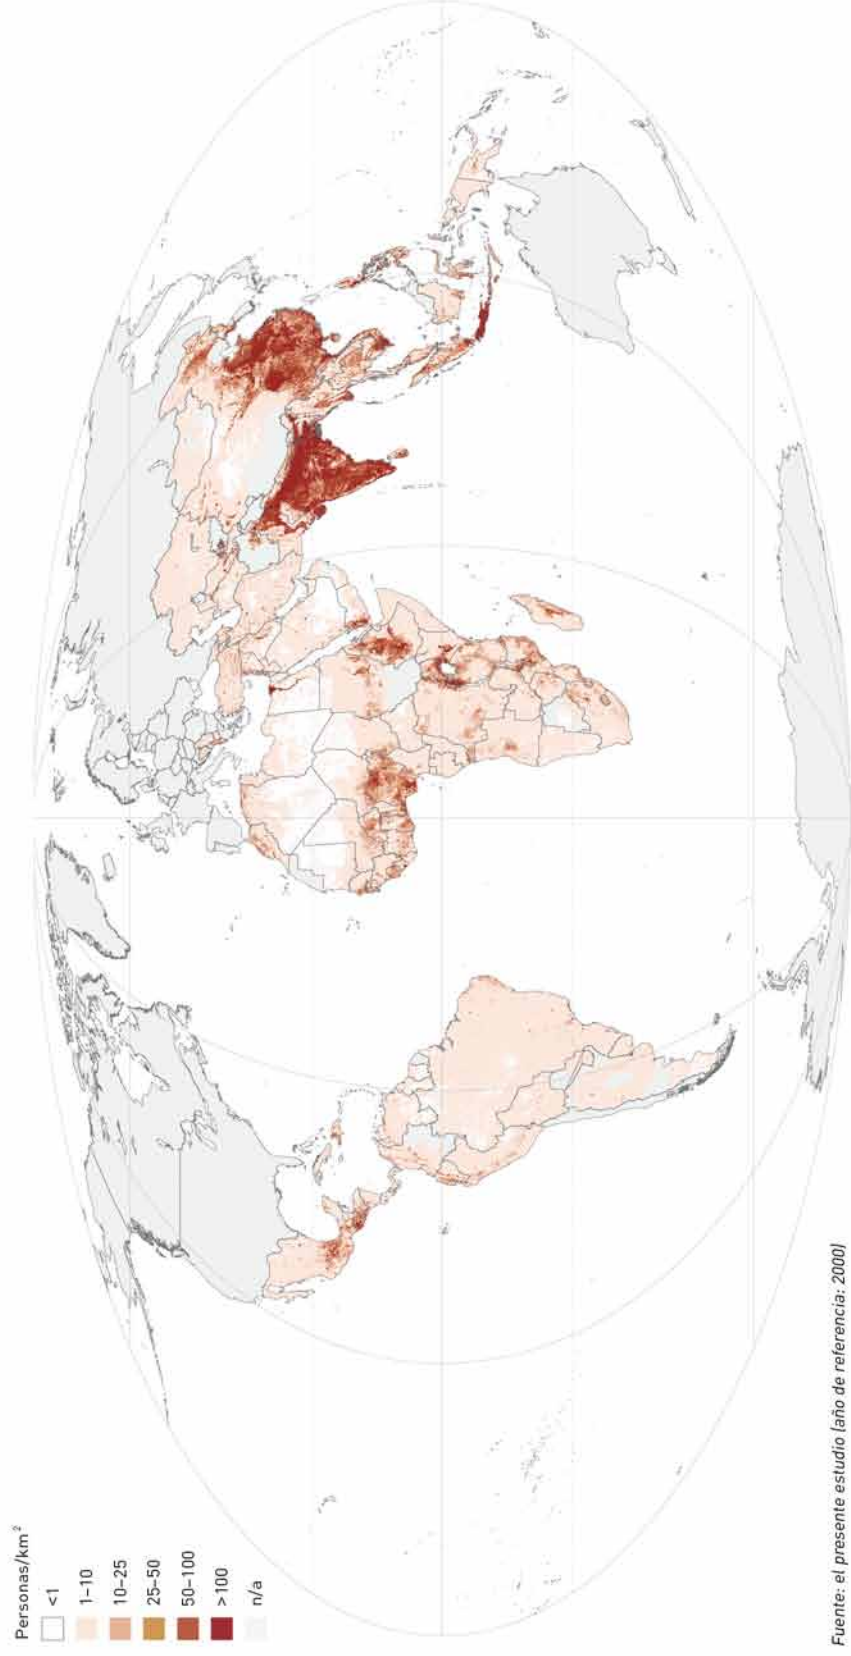 Personas/km²
<1
1–10
10–25
25–50
50–100
>100
n/a
Fuente: el presente estudio (año de referencia: 2000)